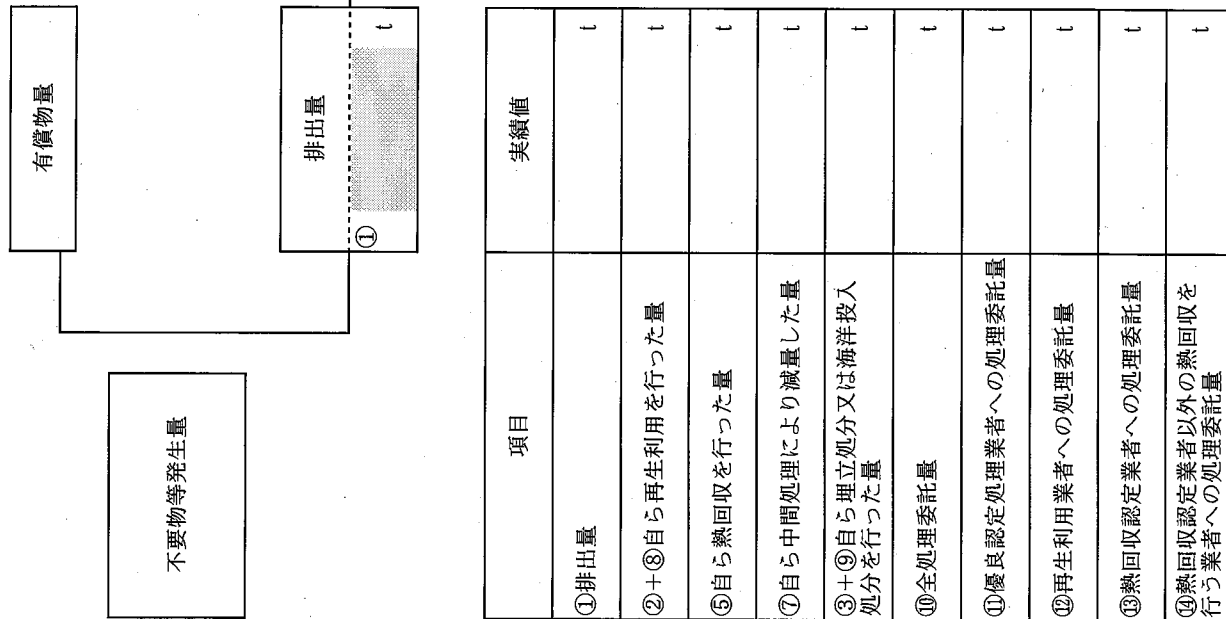 不要物等発生量
有償物量
排出量
①
t
項目
実績値
①排出量
t
②+⑧自ら再生利用を行った量
t
⑤自ら熱回収を行った量
t
⑦自ら中間処理により減量した量
t
③+⑨自ら埋立処分又は海洋投入
処分を行った量
t
⑩全処理委託量
t
⑪優良認定処理業者への処理委託量
t
⑫再生利用業者への処理委託量
t
⑬熱回収認定業者への処理委託量
t
⑭熱回収認定業者以外の熱回収を
行う業者への処理委託量
t